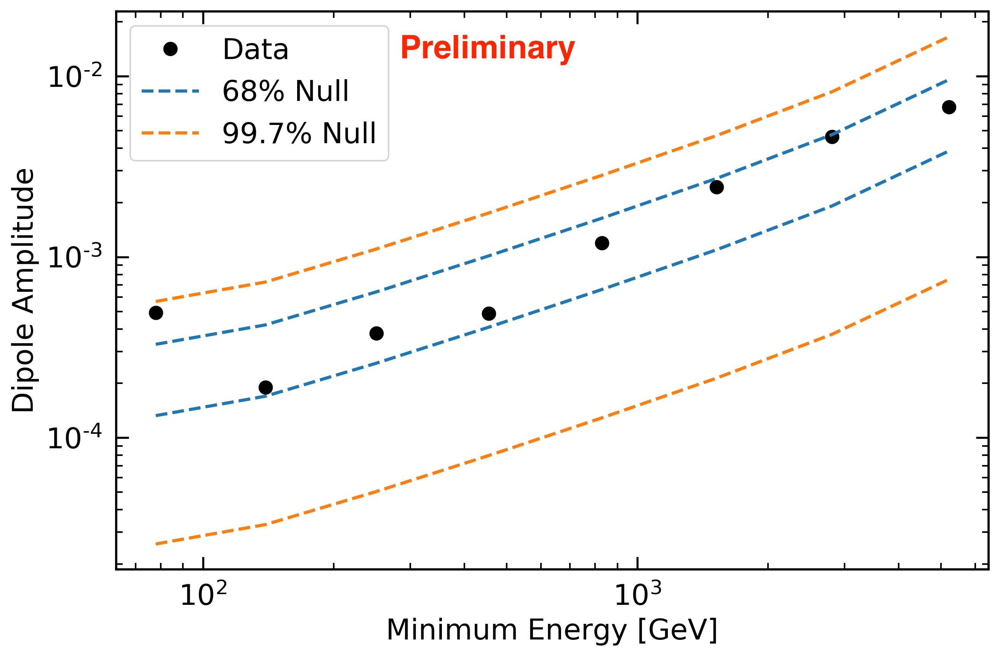 Data
68% Null
99.7% Null
Preliminary
10-2
10-3
10-4
Dipole Amplitude
10²
10³
Minimum Energy [GeV]